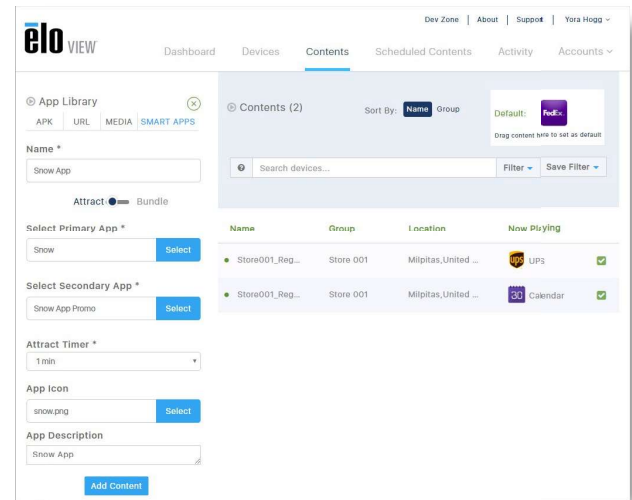 Dev Zone | About | Support | Yora Hogg
ēlo VIEW
Dashboard Devices Contents Scheduled Contents Activity Accounts
App Library
APK URL MEDIA SMART APPS
Name *
Snow App
Attract Bundle
Select Primary App *
Snow Select
Select Secondary App *
Snow App Promo Select
Attract Timer *
1 min
App Icon
snow.png Select
App Description
Snow App
Add Content
Contents (2)
Sort By: Name Group
Default: FedEx.
Drag content here to set as default
Search devices...
Filter Save Filter
Name Group Location Now Playing
Store001_Reg... Store 001 Milpitas,United ... ups UPS
Store001_Reg... Store 001 Milpitas,United ... 30 Calendar